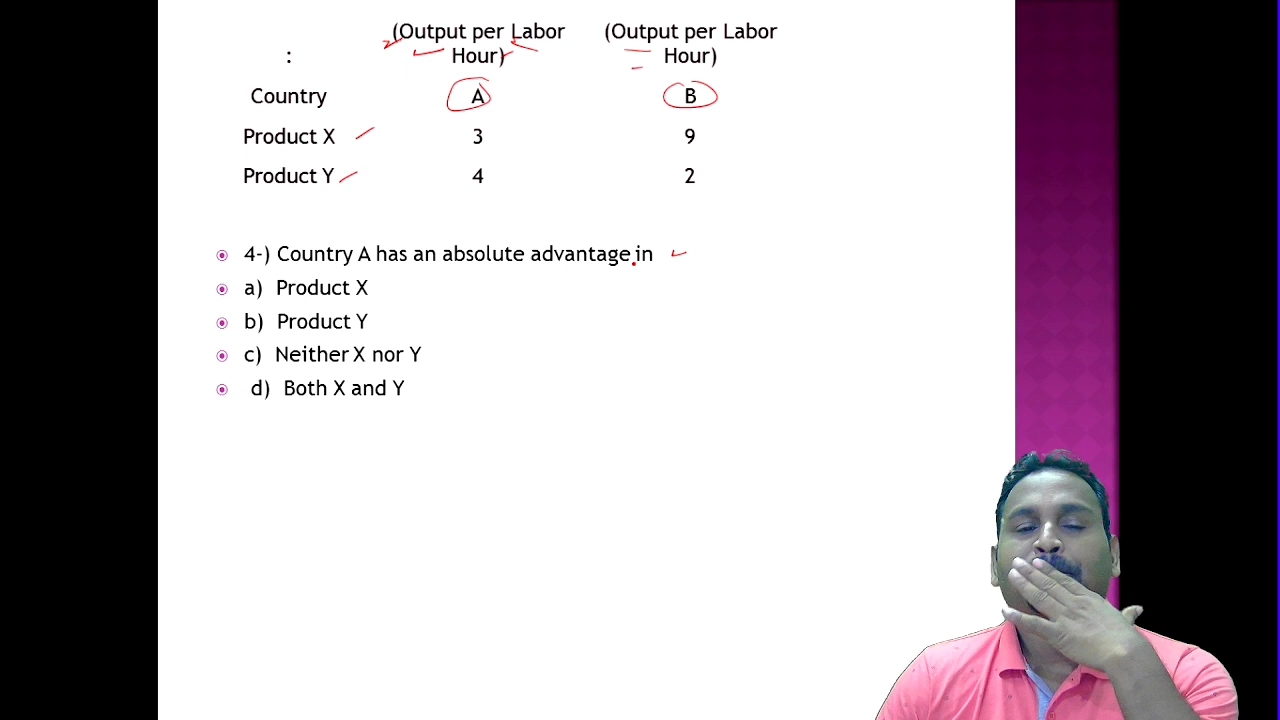 (Output per Labor (Output per Labor
: Hour) Hour)
Country A B
Product X 3 9
Product Y 4 2
4-) Country A has an absolute advantage in
a) Product X
b) Product Y
c) Neither X nor Y
d) Both X and Y